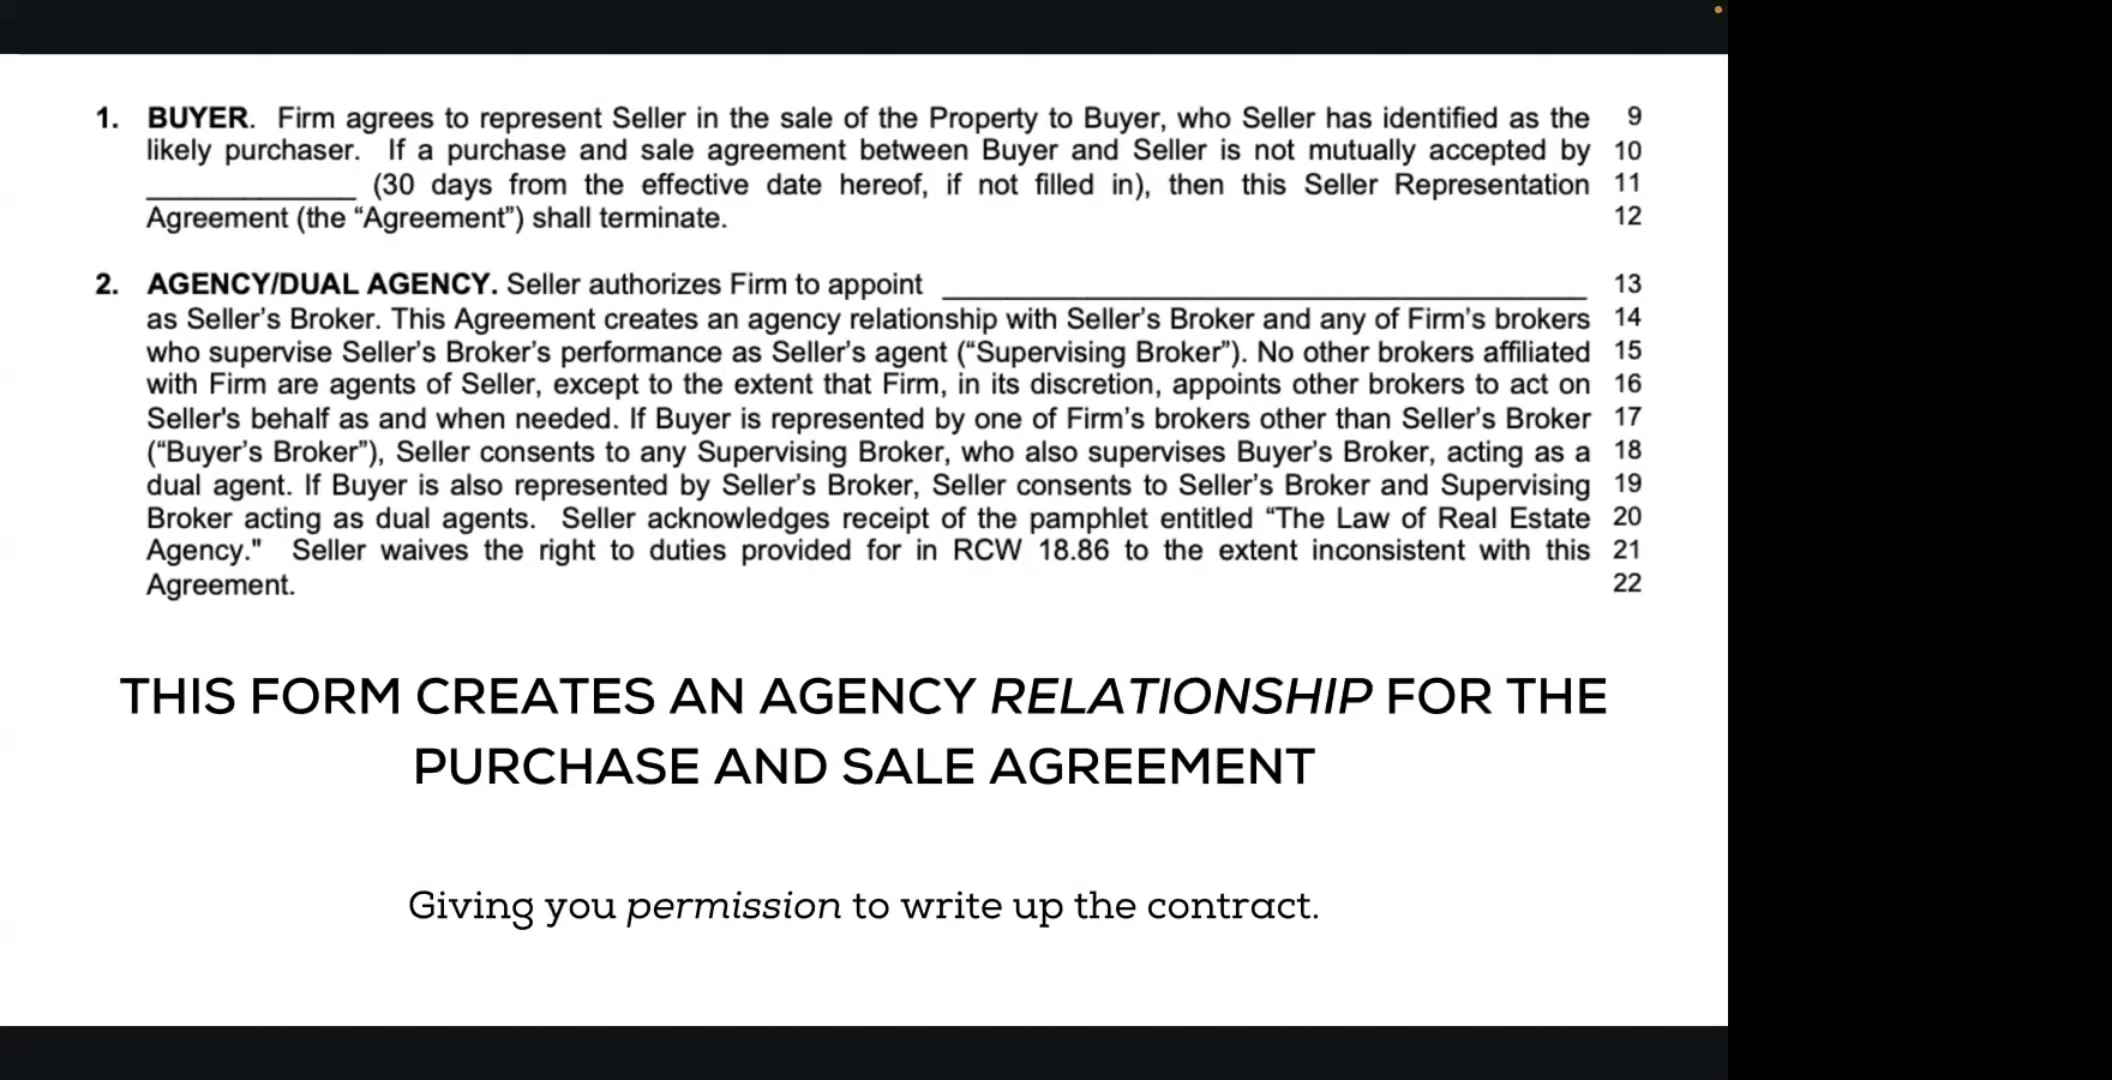 1. BUYER. Firm agrees to represent Seller in the sale of the Property to Buyer, who Seller has identified as the 9
likely purchaser. If a purchase and sale agreement between Buyer and Seller is not mutually accepted by 10
______________ (30 days from the effective date hereof, if not filled in), then this Seller Representation 11
Agreement (the “Agreement”) shall terminate. 12
2. AGENCY/DUAL AGENCY. Seller authorizes Firm to appoint ______________________________ 13
as Seller’s Broker. This Agreement creates an agency relationship with Seller’s Broker and any of Firm’s brokers 14
who supervise Seller’s Broker’s performance as Seller’s agent (“Supervising Broker”). No other brokers affiliated 15
with Firm are agents of Seller, except to the extent that Firm, in its discretion, appoints other brokers to act on 16
Seller's behalf as and when needed. If Buyer is represented by one of Firm’s brokers other than Seller’s Broker 17
(“Buyer’s Broker”), Seller consents to any Supervising Broker, who also supervises Buyer’s Broker, acting as a 18
dual agent. If Buyer is also represented by Seller’s Broker, Seller consents to Seller’s Broker and Supervising 19
Broker acting as dual agents. Seller acknowledges receipt of the pamphlet entitled “The Law of Real Estate 20
Agency." Seller waives the right to duties provided for in RCW 18.86 to the extent inconsistent with this 21
Agreement. 22
THIS FORM CREATES AN AGENCY RELATIONSHIP FOR THE
PURCHASE AND SALE AGREEMENT
Giving you permission to write up the contract.